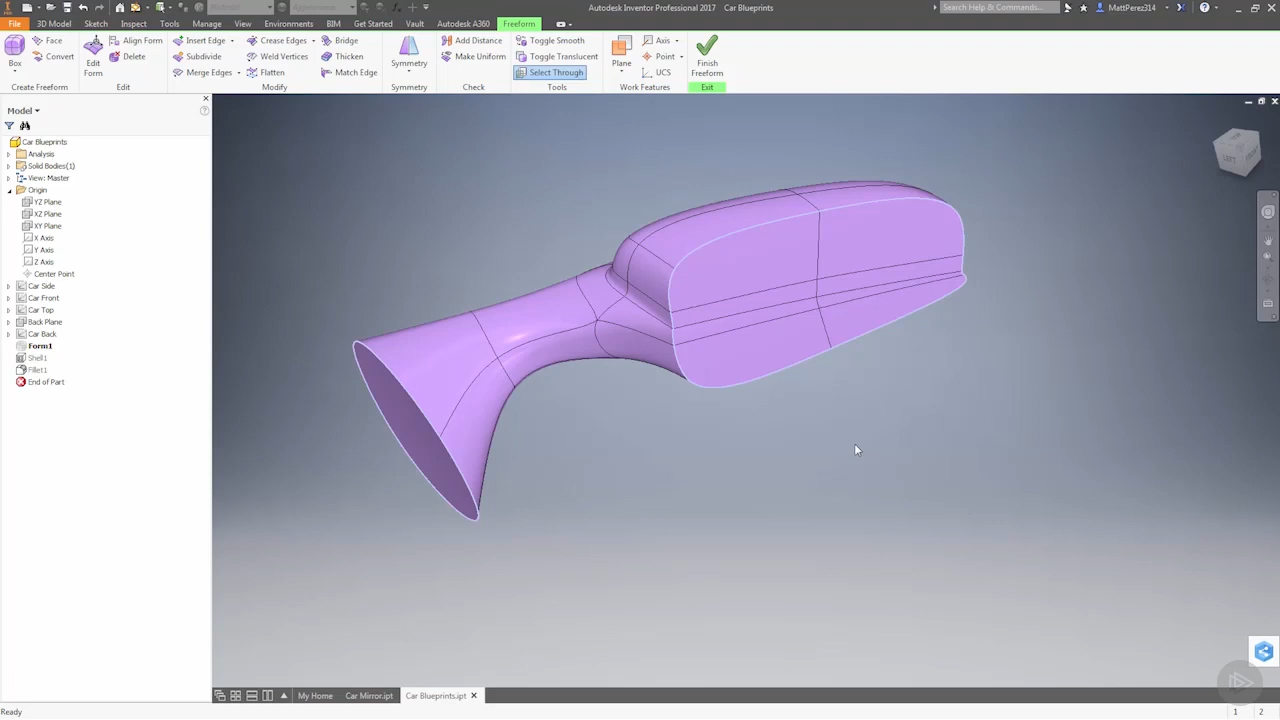 Autodesk Inventor Professional 2017 Car Blueprints
Search Help & Commands...
MattPerez314
File 3D Model Sketch Inspect Tools Manage View Environments BIM Get Started Vault Autodesk A360 Freeform
Box
Face
Convert
Create Freeform
Edit Form
Align Form
Delete
Edit
Insert Edge
Subdivide
Merge Edges
Crease Edges
Weld Vertices
Flatten
Bridge
Thicken
Match Edge
Modify
Symmetry
Symmetry
Add Distance
Make Uniform
Check
Toggle Smooth
Toggle Translucent
Select Through
Tools
Plane
Axis
Point
UCS
Work Features
Finish Freeform
Exit
Model
Car Blueprints
Analysis
Solid Bodies(1)
View: Master
Origin
YZ Plane
XZ Plane
XY Plane
X Axis
Y Axis
Z Axis
Center Point
Car Side
Car Front
Car Top
Back Plane
Car Back
Form1
Shell1
Fillet1
End of Part
LEFT
My Home Car Mirror.ipt Car Blueprints.ipt
Ready
1 2